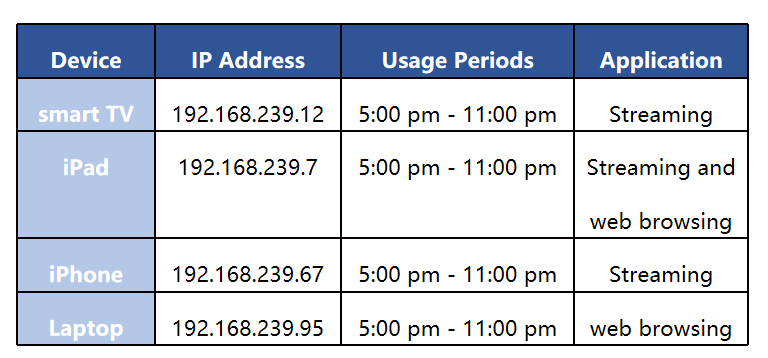 Device IP Address Usage Periods Application
smart TV 192.168.239.12 5:00 pm - 11:00 pm Streaming
iPad 192.168.239.7 5:00 pm - 11:00 pm Streaming and
web browsing
iPhone 192.168.239.67 5:00 pm - 11:00 pm Streaming
Laptop 192.168.239.95 5:00 pm - 11:00 pm web browsing